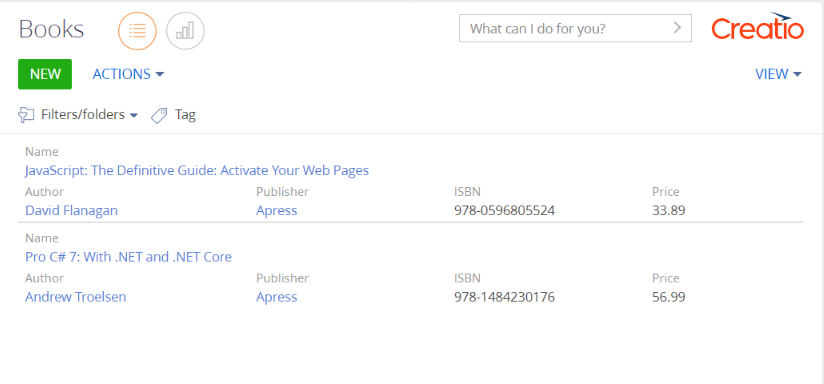 Books
What can I do for you?
Creatio
NEW ACTIONS VIEW
Filters/folders Tag
Name
JavaScript: The Definitive Guide: Activate Your Web Pages
Author Publisher ISBN Price
David Flanagan Apress 978-0596805524 33.89
Name
Pro C# 7: With .NET and .NET Core
Author Publisher ISBN Price
Andrew Troelsen Apress 978-1484230176 56.99